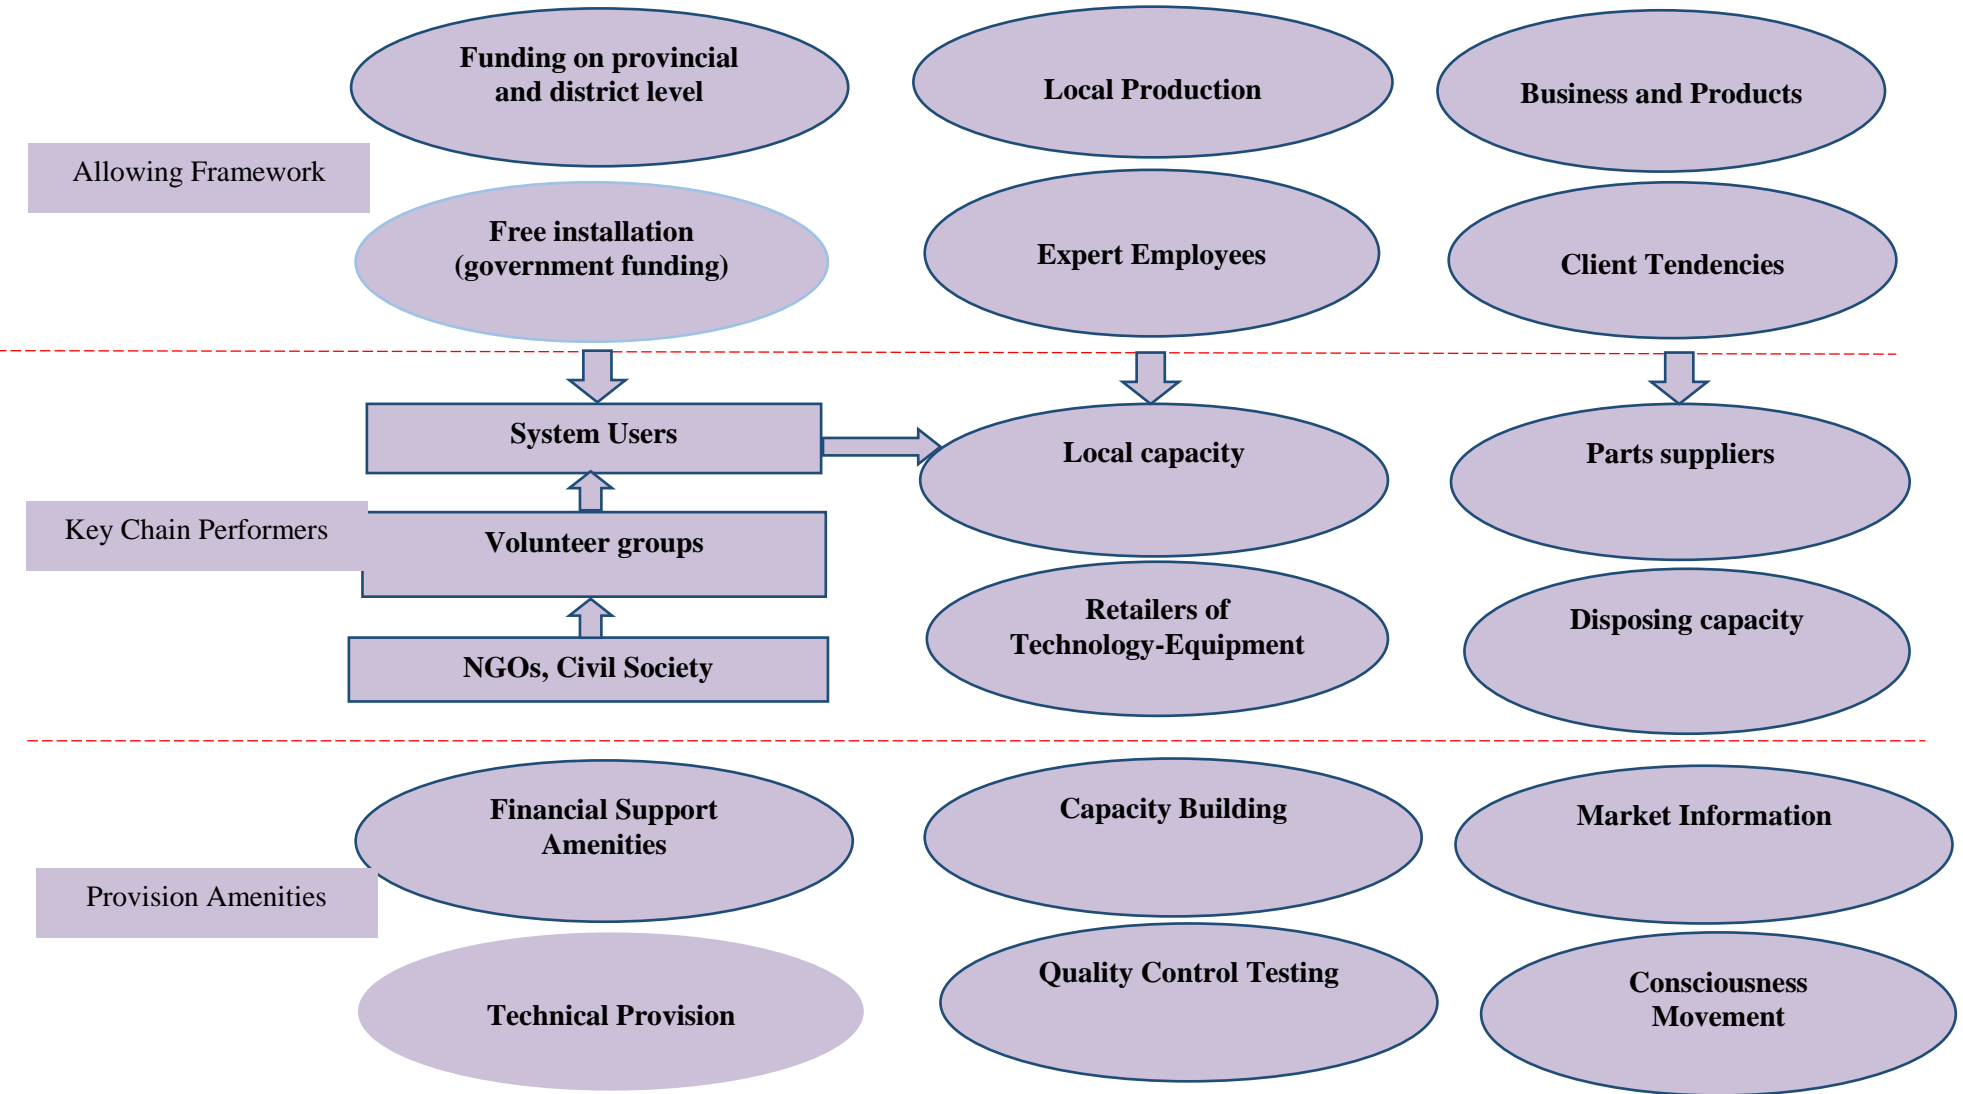 Funding on provincial
and district level
Local Production
Business and Products
Allowing Framework
Free installation
(government funding)
Expert Employees
Client Tendencies
System Users
Local capacity
Parts suppliers
Key Chain Performers
Volunteer groups
Retailers of
Technology-Equipment
Disposing capacity
NGOs, Civil Society
Financial Support
Amenities
Capacity Building
Market Information
Provision Amenities
Technical Provision
Quality Control Testing
Consciousness
Movement